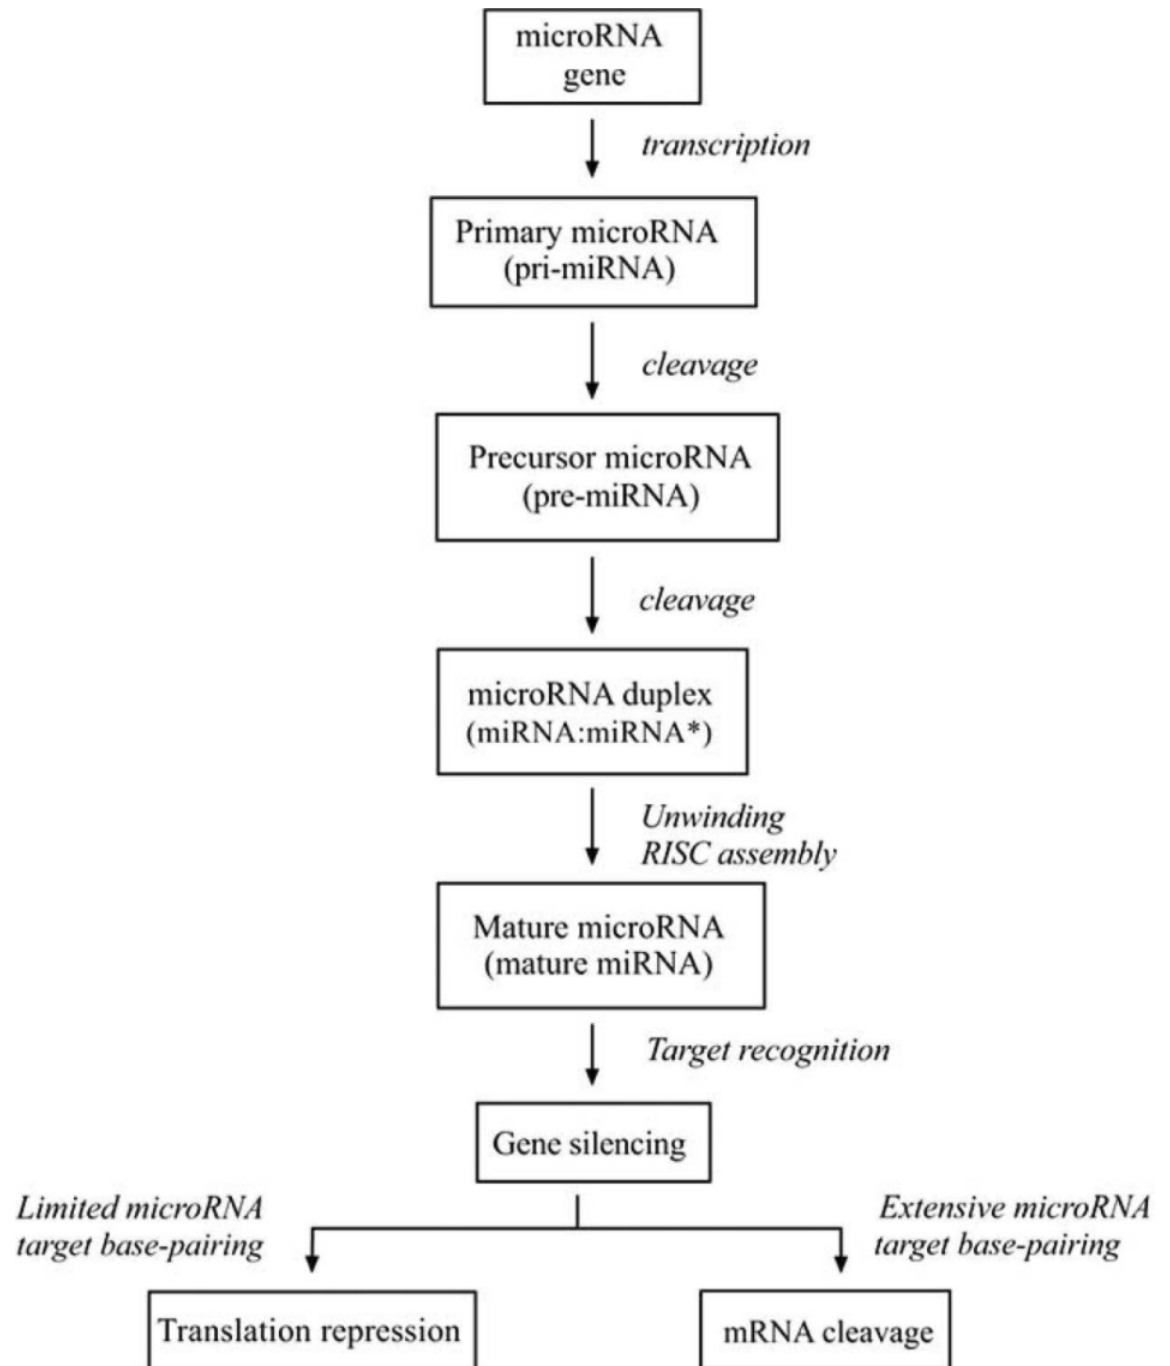 microRNA
gene
transcription
Primary microRNA
(pri-miRNA)
cleavage
Precursor microRNA
(pre-miRNA)
cleavage
microRNA duplex
(miRNA:miRNA*)
Unwinding
RISC assembly
Mature microRNA
(mature miRNA)
Target recognition
Gene silencing
Limited microRNA
target base-pairing
Extensive microRNA
target base-pairing
Translation repression
mRNA cleavage